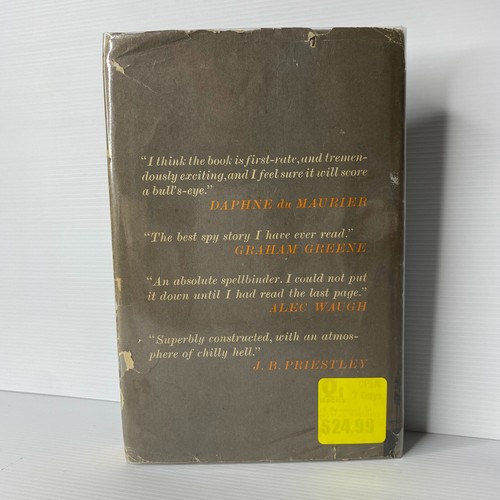 “I think the book is first-rate, and tremen-
dously exciting, and I feel sure it will score
a bull's-eye.”
DAPHNE du MAURIER
“The best spy story I have ever read.”
GRAHAM GREENE
“An absolute spellbinder. I could not put
it down until I had read the last page.”
ALEC WAUGH
“Superbly constructed, with an atmos-
phere of chilly hell.”
J. B. PRIESTLEY
$24.99